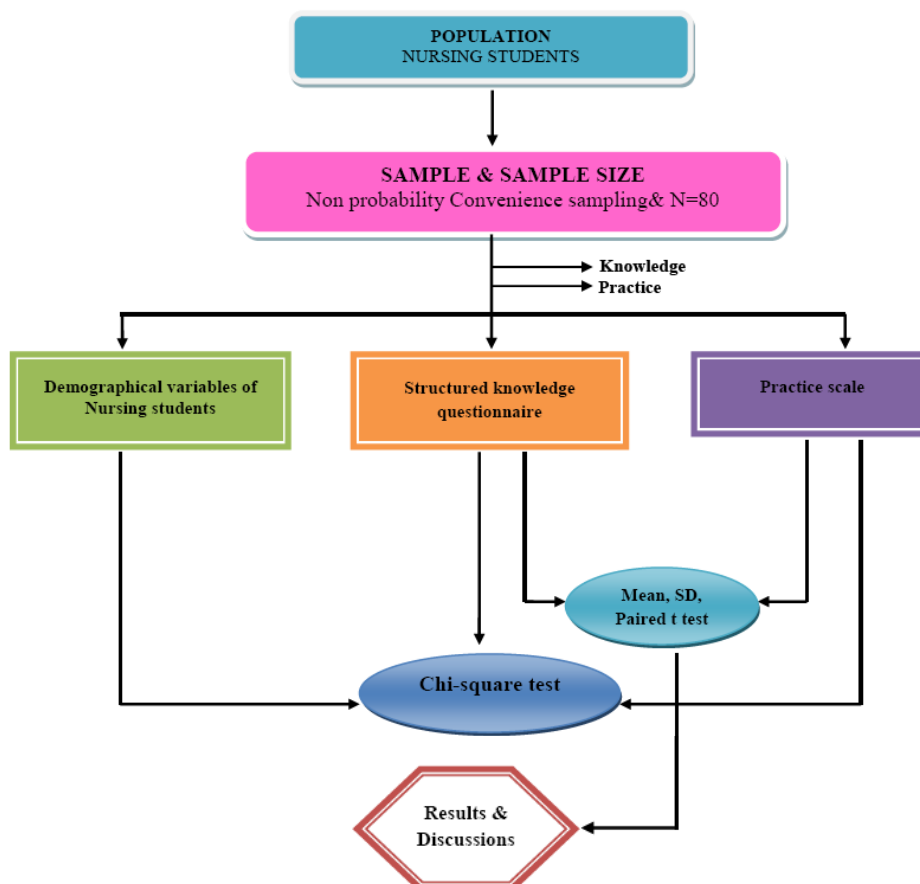 POPULATION
NURSING STUDENTS
SAMPLE & SAMPLE SIZE
Non probability Convenience sampling& N=80
Knowledge
Practice
Demographical variables of
Nursing students
Structured knowledge
questionnaire
Practice scale
Mean, SD,
Paired t test
Chi-square test
Results &
Discussions